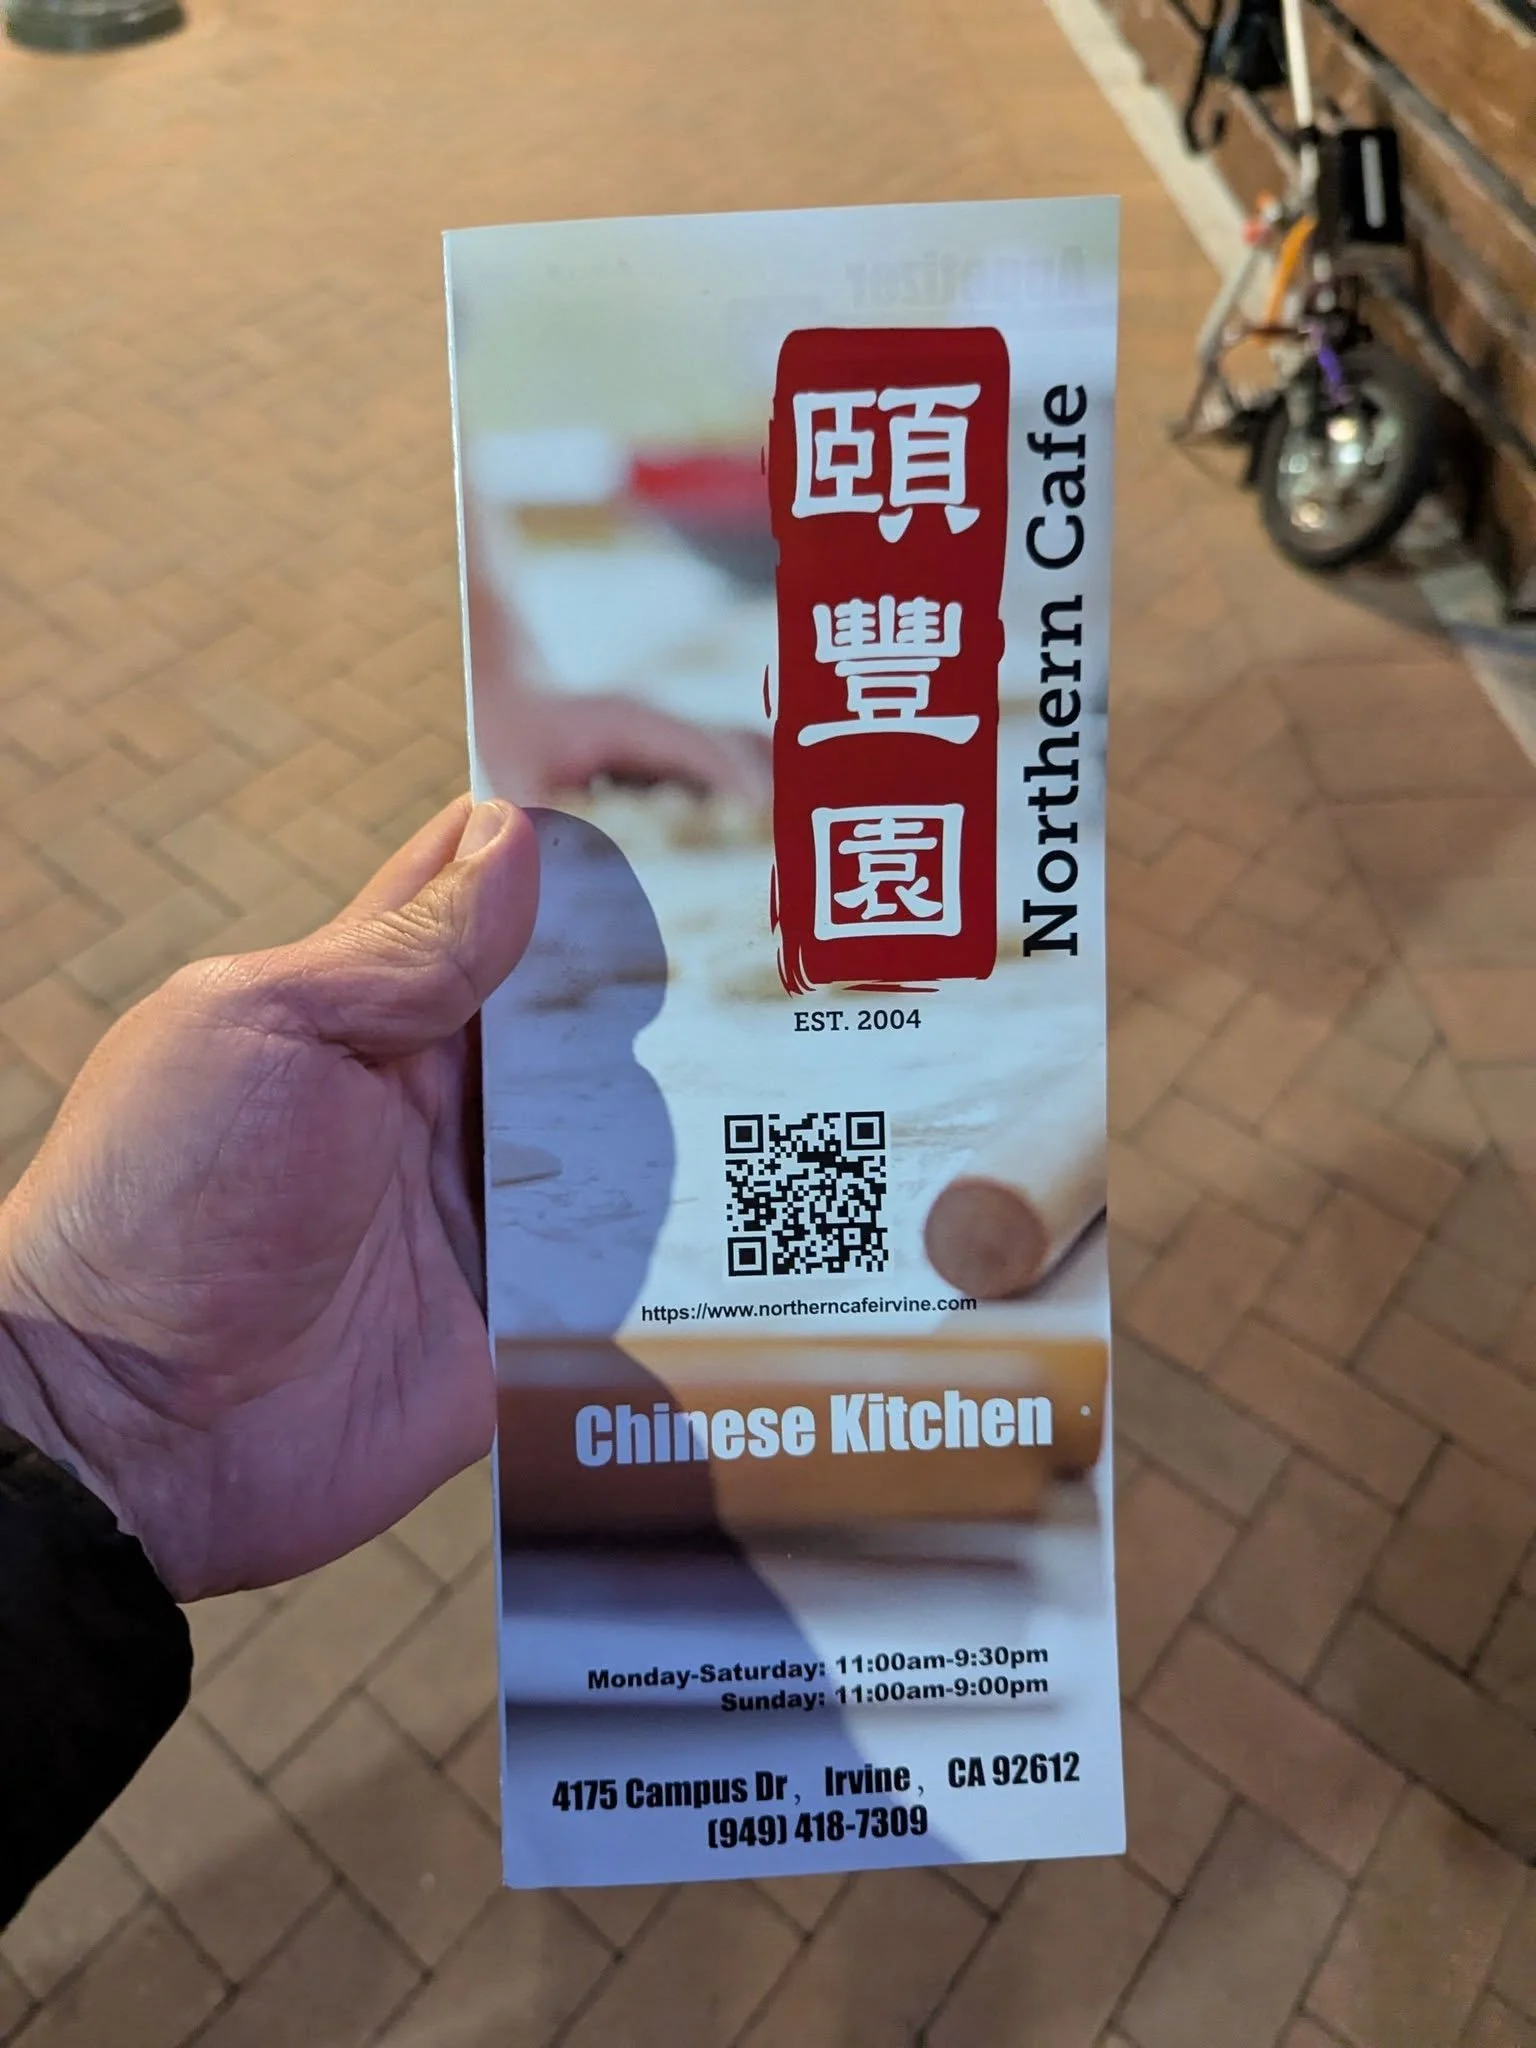 頤豐園
Northern Cafe
EST. 2004
https://www.northerncafeirvine.com
Chinese Kitchen
Monday-Saturday: 11:00am-9:30pm
Sunday: 11:00am-9:00pm
4175 Campus Dr， Irvine， CA 92612
(949) 418-7309